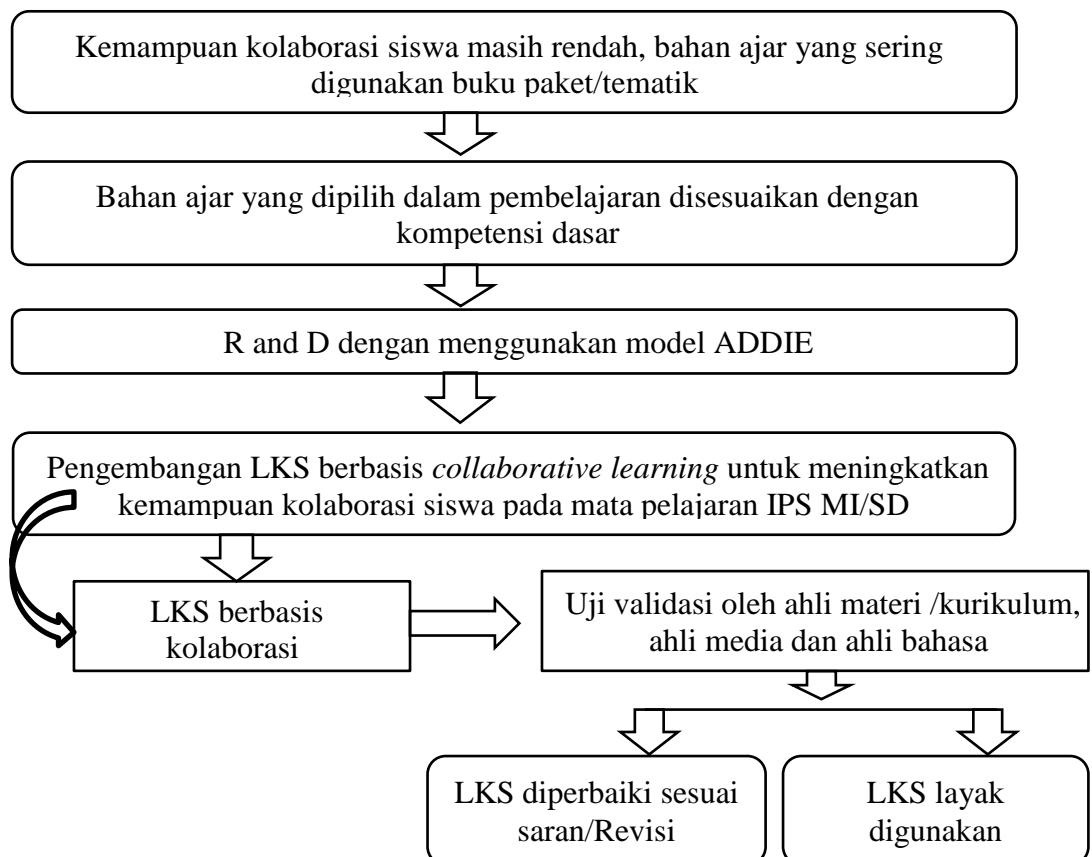 Kemampuan kolaborasi siswa masih rendah, bahan ajar yang sering
digunakan buku paket/tematik
Bahan ajar yang dipilih dalam pembelajaran disesuaikan dengan
kompetensi dasar
R and D dengan menggunakan model ADDIE
Pengembangan LKS berbasis collaborative learning untuk meningkatkan
kemampuan kolaborasi siswa pada mata pelajaran IPS MI/SD
LKS berbasis
kolaborasi
Uji validasi oleh ahli materi /kurikulum,
ahli media dan ahli bahasa
LKS diperbaiki sesuai
saran/Revisi
LKS layak
digunakan